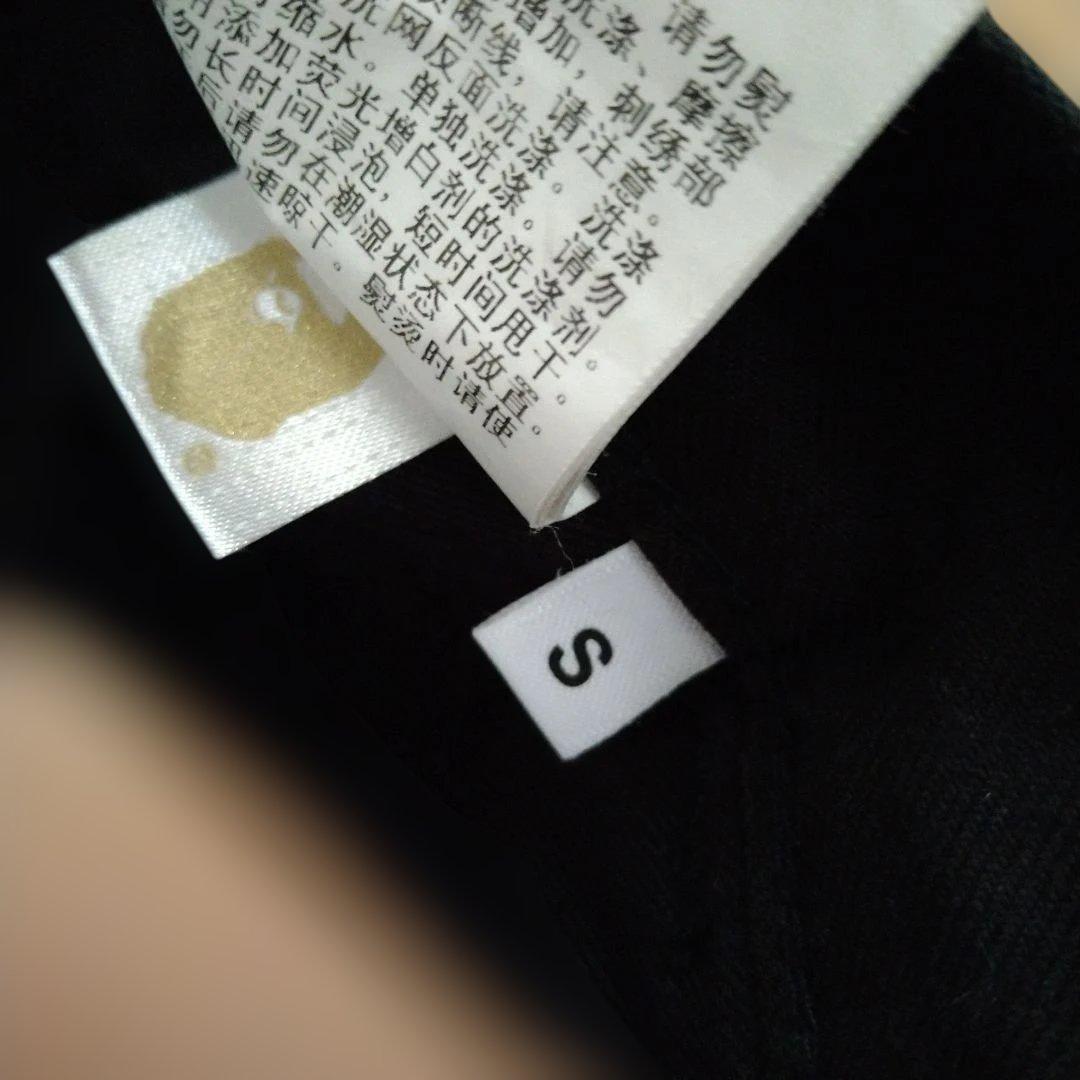 请勿熨
洗涤、摩擦
增加，刺绣部
断线，请注意。
洗网反面洗涤。洗涤
缩水。单独洗涤。请勿
添加荧光增白剂的洗涤剂。
勿长时间浸泡，短时间甩干。
请勿在潮湿状态下放置。
速晾干。熨烫时请使
S